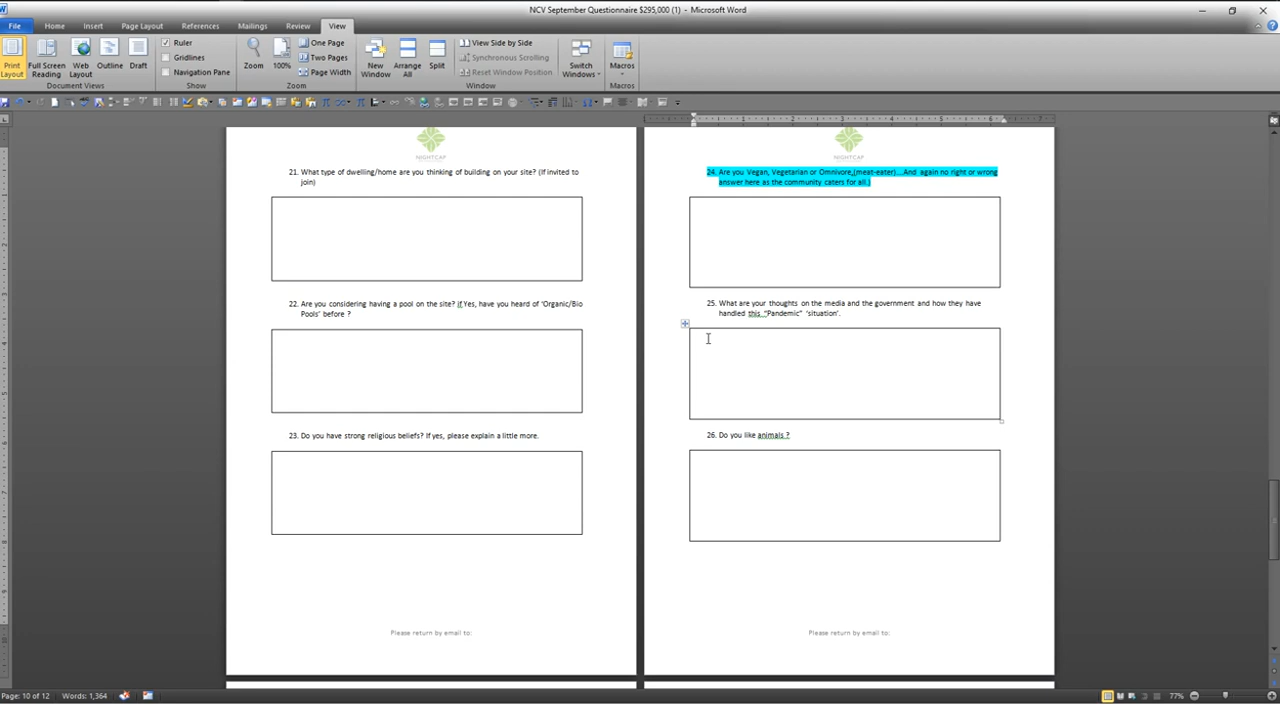 NCV September Questionnaire $295,000 (1) - Microsoft Word
File Home Insert Page Layout References Mailings Review View
Print Layout
Full Screen Reading
Web Layout
Outline
Draft
Document Views
Ruler
Gridlines
Navigation Pane
Show
Zoom
100%
One Page
Two Pages
Page Width
Zoom
New Window
Arrange All
Split
View Side by Side
Synchronous Scrolling
Reset Window Position
Window
Switch Windows
Macros
Macros
NIGHTCAP
21. What type of dwelling/home are you thinking of building on your site? (If invited to
join)
22. Are you considering having a pool on the site? if Yes, have you heard of ‘Organic/Bio
Pools’ before ?
23. Do you have strong religious beliefs? If yes, please explain a little more.
Please return by email to:
NIGHTCAP
24. Are you Vegan, Vegetarian or Omnivore,(meat-eater)....And again no right or wrong
answer here as the community caters for all.)
25. What are your thoughts on the media and the government and how they have
handled this “Pandemic” ‘situation’.
26. Do you like animals ?
Please return by email to:
Page: 10 of 12 Words: 1,364
77%